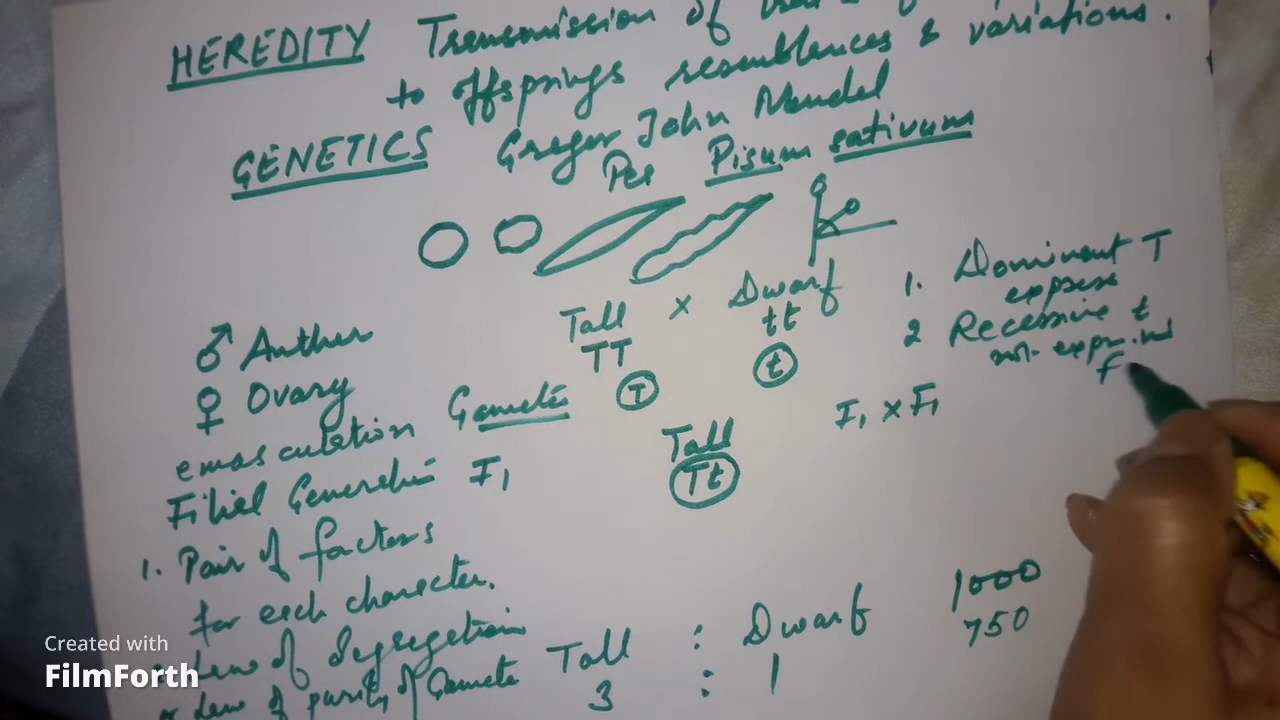 HEREDITY Transmission of
to offsprings resemblences & variations.
GENETICS Gregor John Mendel
Pea Pisum sativum
Tall x Dwarf
TT tt
T t
1. Dominant T
express
2 Recessive t
not expressed
F
♂ Anther
♀ Ovary
emasculation Gametes
Filial Generation F1
Tall
Tt
F1 x F1
1. Pair of factors
for each character.
Law of Segregation
or Law of purity of Gamete
Tall : Dwarf
3 : 1
1000
750
Created with
FilmForth